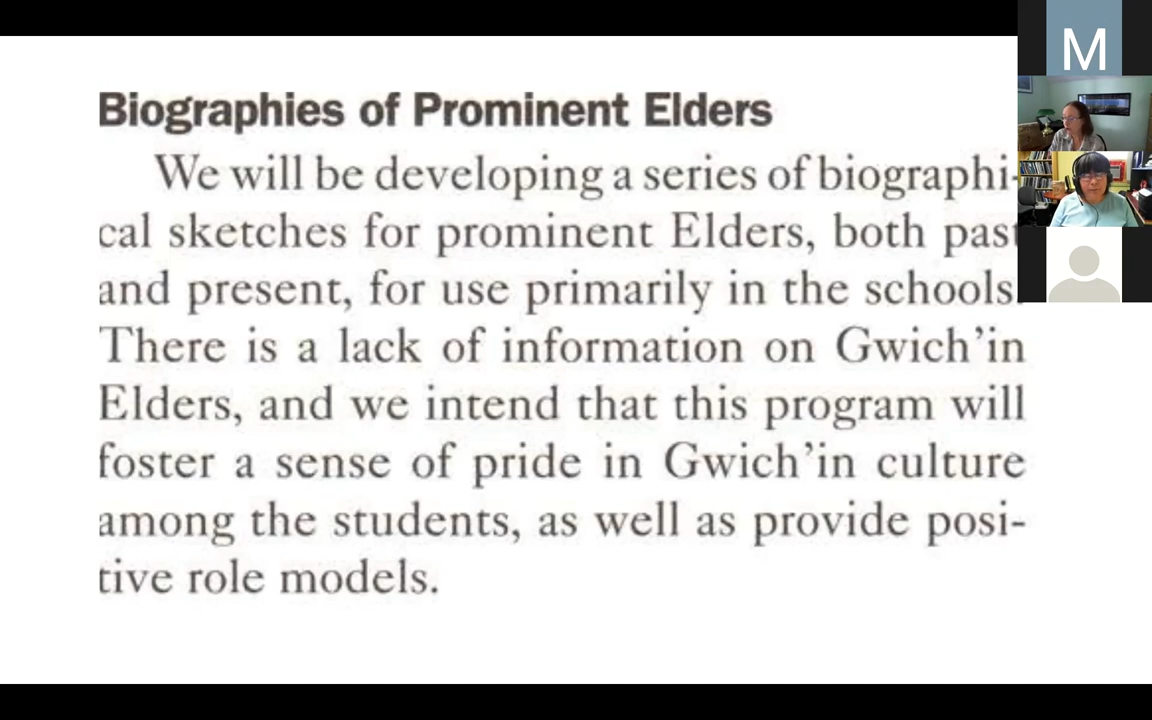 Biographies of Prominent Elders
We will be developing a series of biographi-
cal sketches for prominent Elders, both past
and present, for use primarily in the schools.
There is a lack of information on Gwich'in
Elders, and we intend that this program will
foster a sense of pride in Gwich'in culture
among the students, as well as provide posi-
tive role models.
M